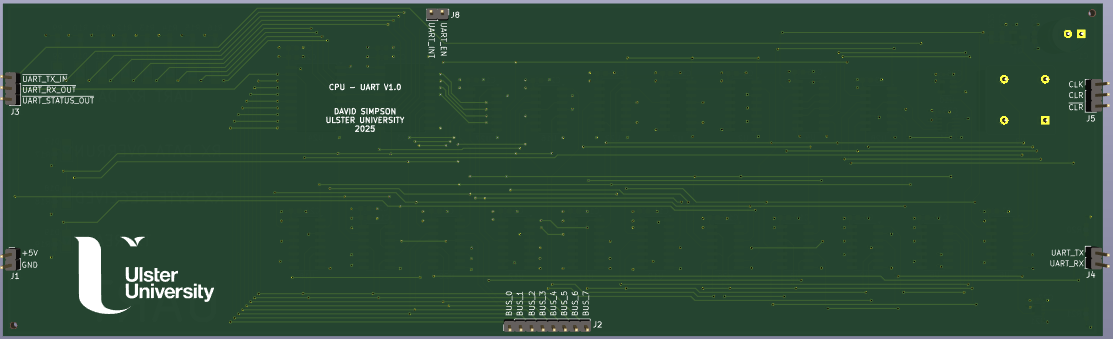 J8
UART_INT
UART_EN
UART_TX_IN
UART_RX_OUT
UART_STATUS_OUT
J3
CPU - UART V1.0
DAVID SIMPSON
ULSTER UNIVERSITY
2025
CLK
CLR
CLR
J5
+5V
GND
J1
Ulster
University
UART_TX
UART_RX
J4
BUS_0
BUS_1
BUS_2
BUS_3
BUS_4
BUS_5
BUS_6
BUS_7
J2